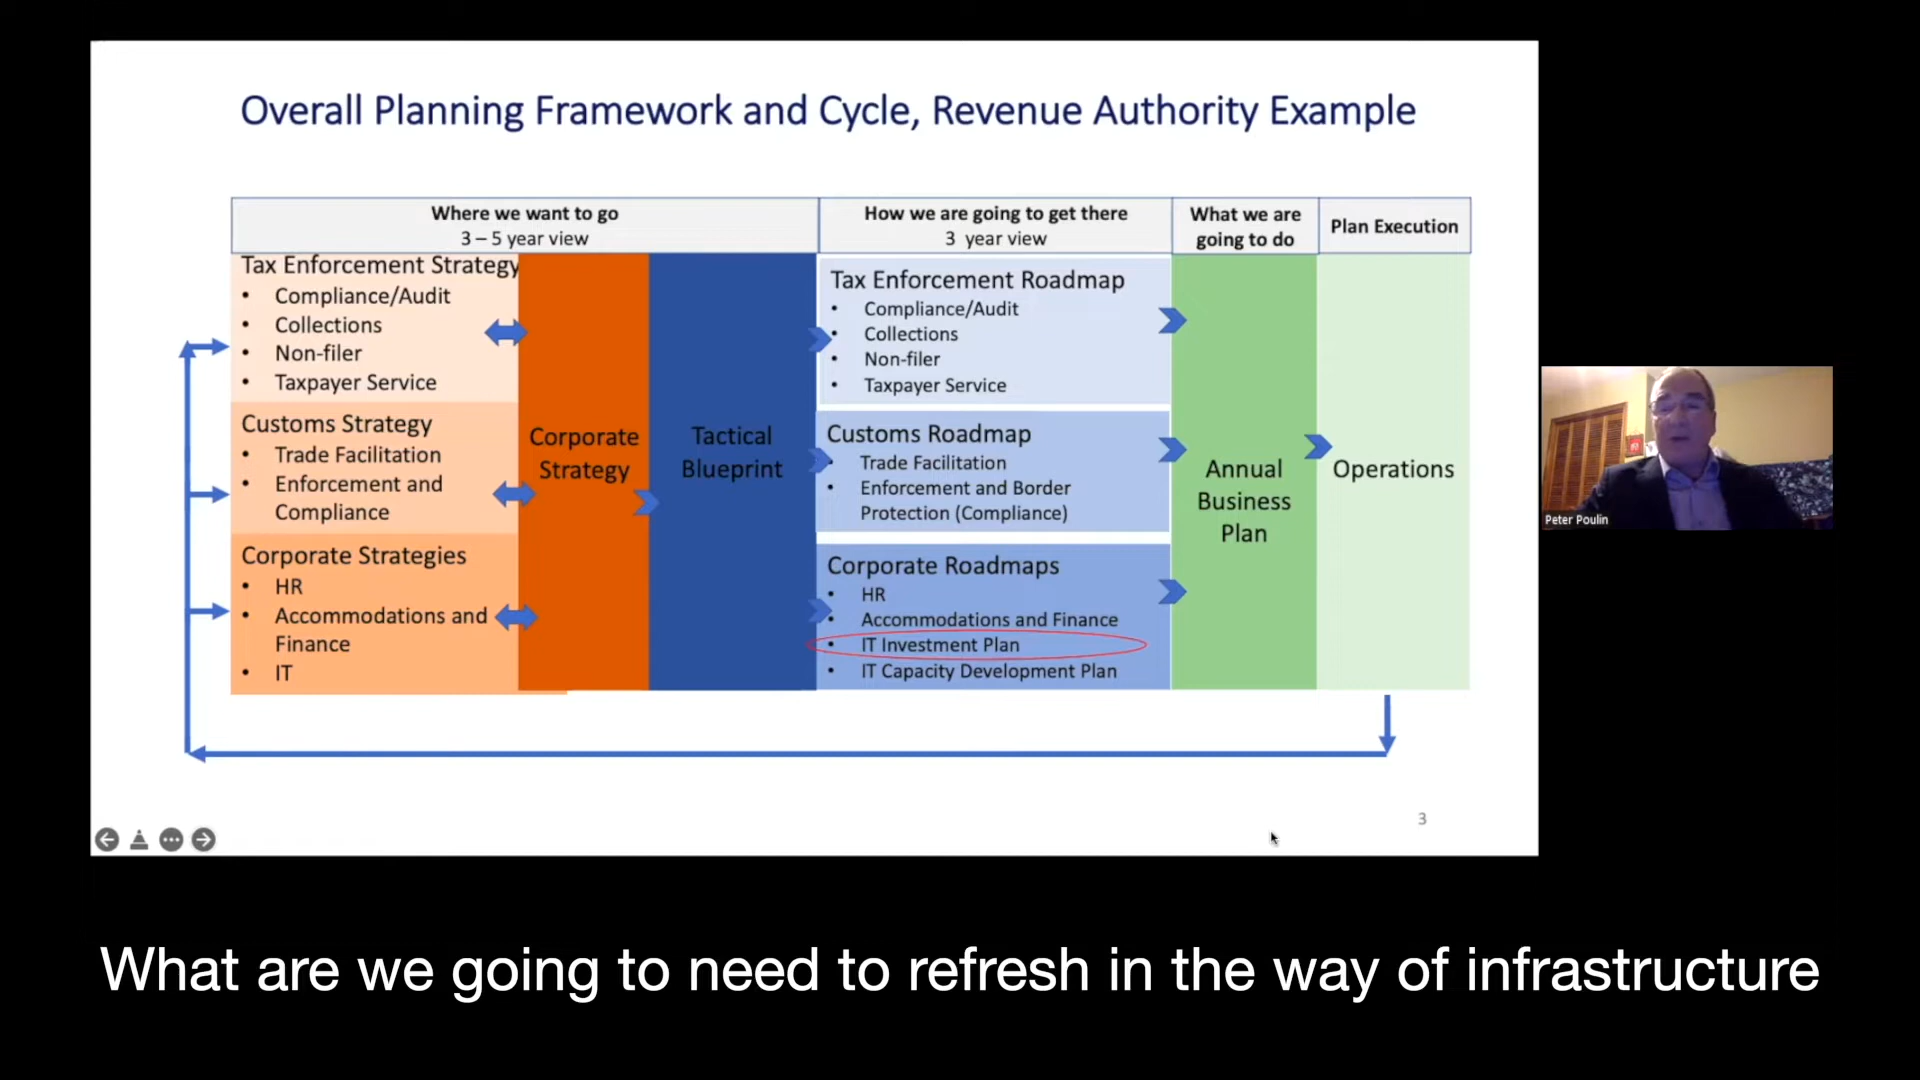 Overall Planning Framework and Cycle, Revenue Authority Example
Where we want to go
3 – 5 year view
How we are going to get there
3 year view
What we are
going to do
Plan Execution
Tax Enforcement Strategy
• Compliance/Audit
• Collections
• Non-filer
• Taxpayer Service
Customs Strategy
• Trade Facilitation
• Enforcement and
Compliance
Corporate Strategies
• HR
• Accommodations and
Finance
• IT
Corporate
Strategy
Tactical
Blueprint
Tax Enforcement Roadmap
• Compliance/Audit
• Collections
• Non-filer
• Taxpayer Service
Customs Roadmap
• Trade Facilitation
• Enforcement and Border
Protection (Compliance)
Corporate Roadmaps
• HR
• Accommodations and Finance
• IT Investment Plan
• IT Capacity Development Plan
Annual
Business
Plan
Operations
3
Peter Poulin
What are we going to need to refresh in the way of infrastructure